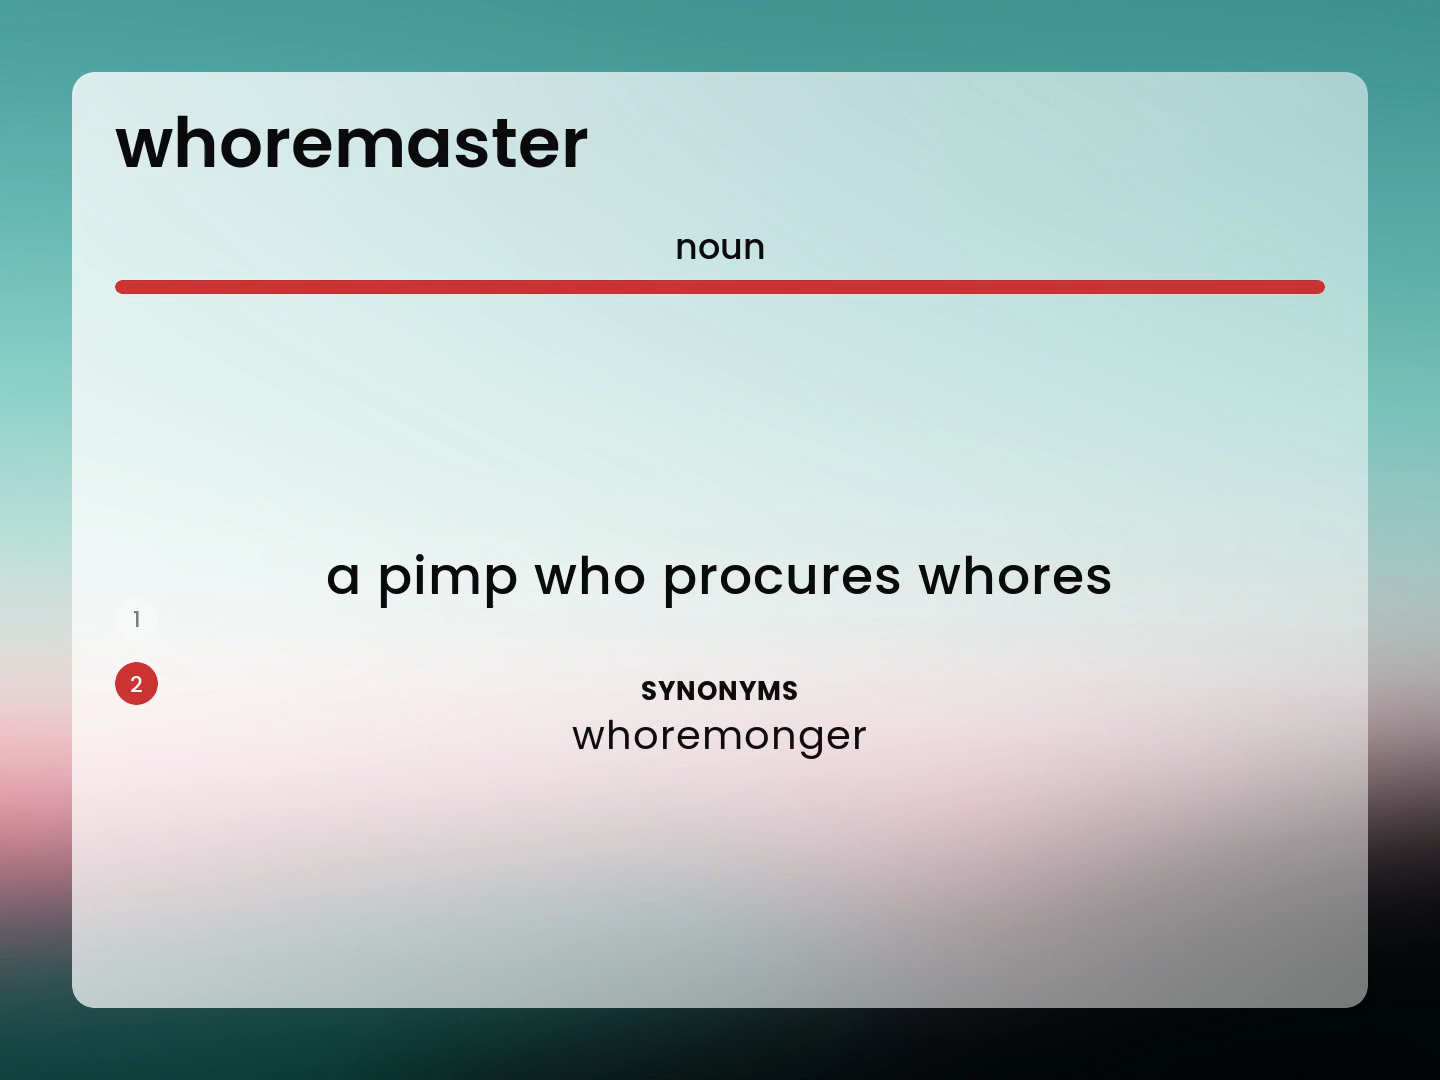 whoremaster
noun
a pimp who procures whores
1
2
SYNONYMS
whoremonger